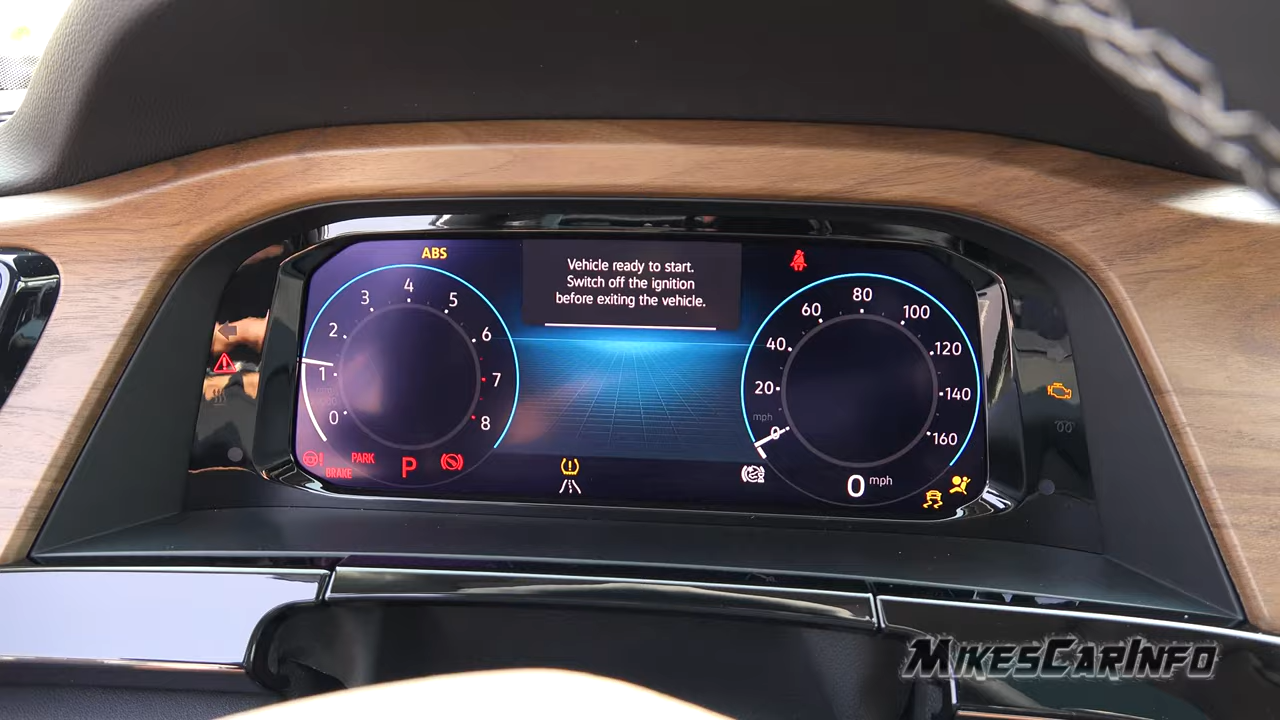 ABS
Vehicle ready to start.
Switch off the ignition
before exiting the vehicle.
0
1
2
3
4
5
6
7
8
PARK
BRAKE
P
mph
0
20
40
60
80
100
120
140
160
0 mph
MIKESCARINFO